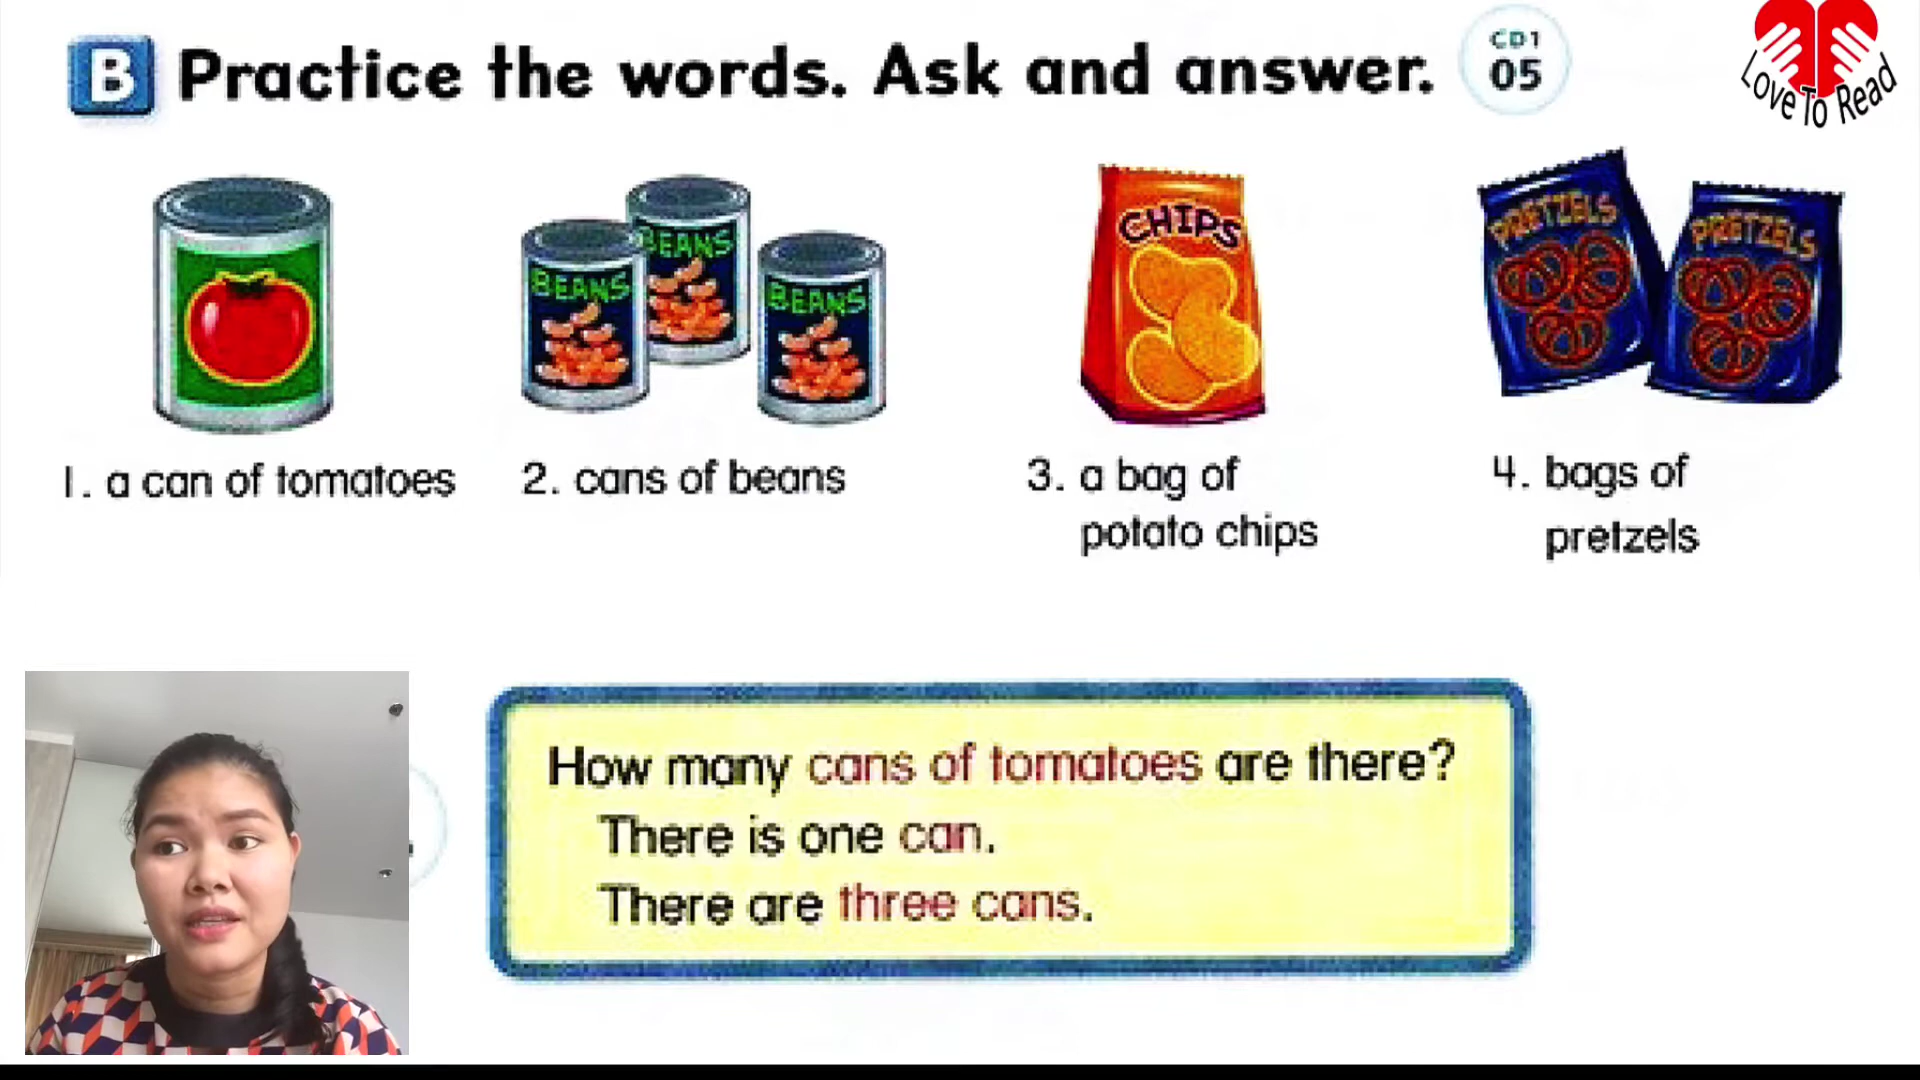 B Practice the words. Ask and answer. CD1 05
Love To Read
BEANS
BEANS
BEANS
CHIPS
PRETZELS
PRETZELS
1. a can of tomatoes
2. cans of beans
3. a bag of
potato chips
4. bags of
pretzels
How many cans of tomatoes are there?
There is one can.
There are three cans.